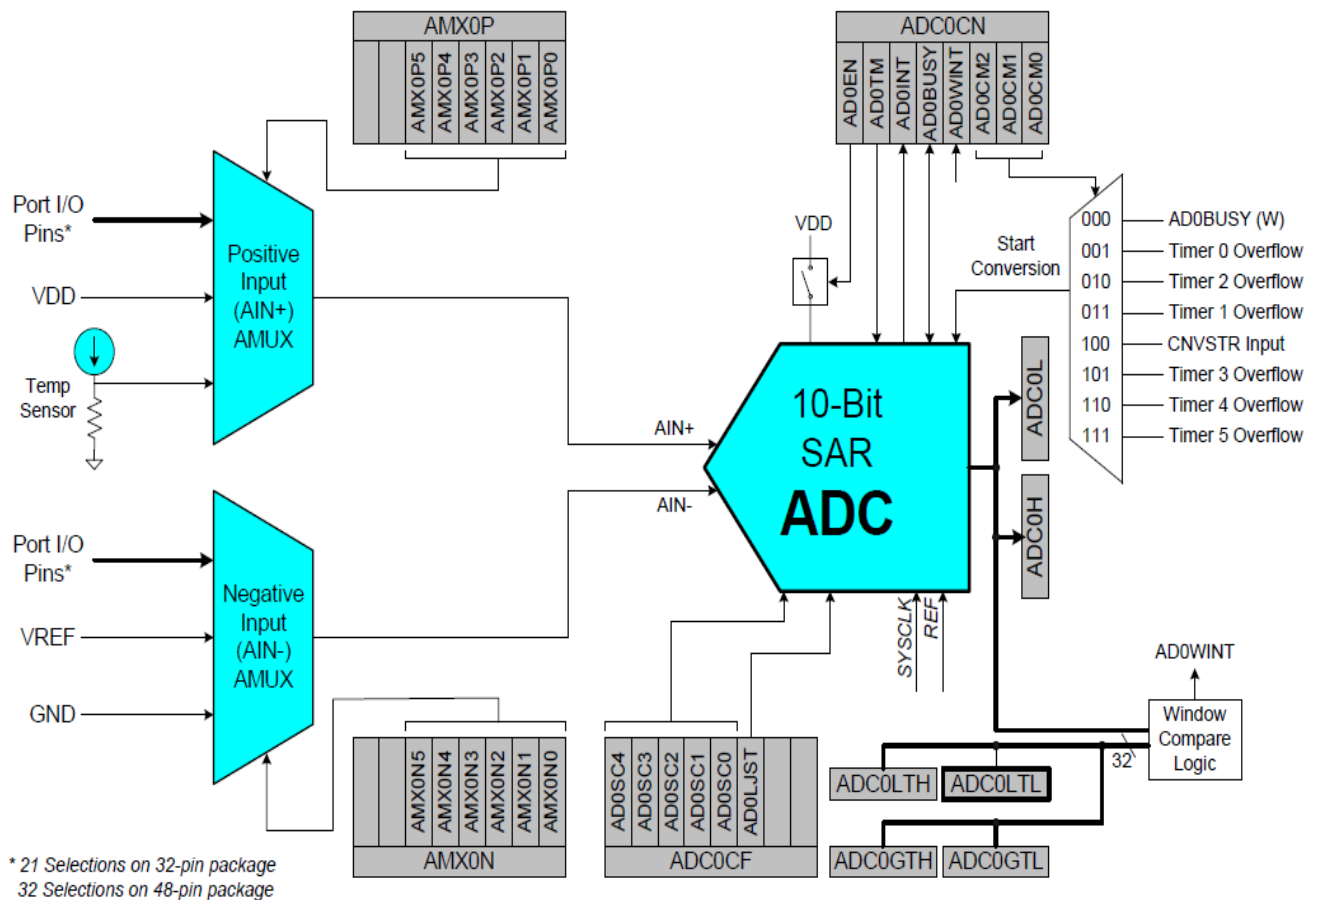 AMX0P
AMX0P5
AMX0P4
AMX0P3
AMX0P2
AMX0P1
AMX0P0
ADC0CN
AD0EN
AD0TM
AD0INT
AD0BUSY
AD0WINT
AD0CM2
AD0CM1
AD0CM0
Port I/O
Pins*
VDD
Temp
Sensor
Positive
Input
(AIN+)
AMUX
VDD
Start
Conversion
000
AD0BUSY (W)
001
Timer 0 Overflow
010
Timer 2 Overflow
011
Timer 1 Overflow
100
CNVSTR Input
101
Timer 3 Overflow
110
Timer 4 Overflow
111
Timer 5 Overflow
AIN+
AIN-
10-Bit
SAR
ADC
ADC0L
ADC0H
Port I/O
Pins*
VREF
GND
Negative
Input
(AIN-)
AMUX
SYSCLK
REF
AD0WINT
Window
Compare
Logic
32
AMX0N5
AMX0N4
AMX0N3
AMX0N2
AMX0N1
AMX0N0
AMX0N
AD0SC4
AD0SC3
AD0SC2
AD0SC1
AD0SC0
AD0LJST
ADC0CF
ADC0LTH
ADC0LTL
ADC0GTH
ADC0GTL
* 21 Selections on 32-pin package
32 Selections on 48-pin package